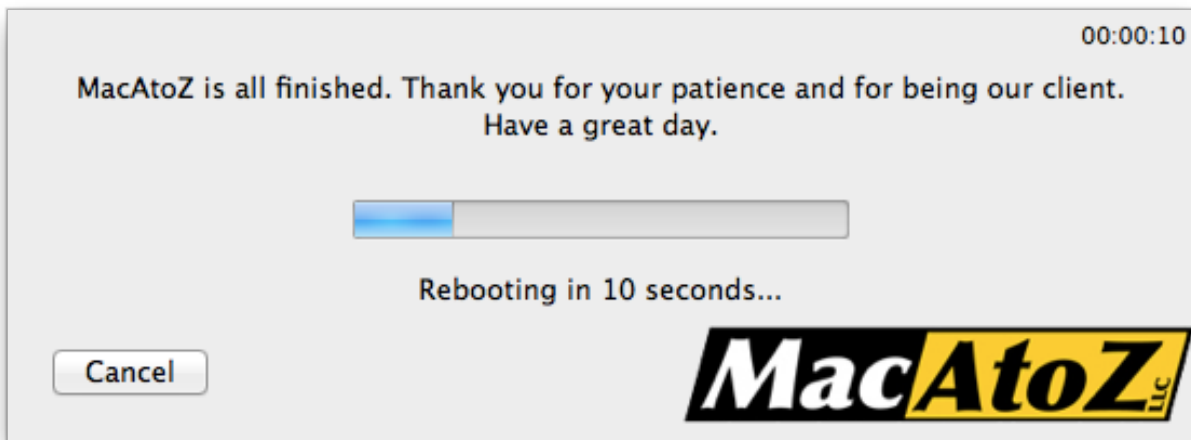 00:00:10
MacAtoZ is all finished. Thank you for your patience and for being our client.
Have a great day.
Rebooting in 10 seconds...
Cancel
MacAtoZ LLC